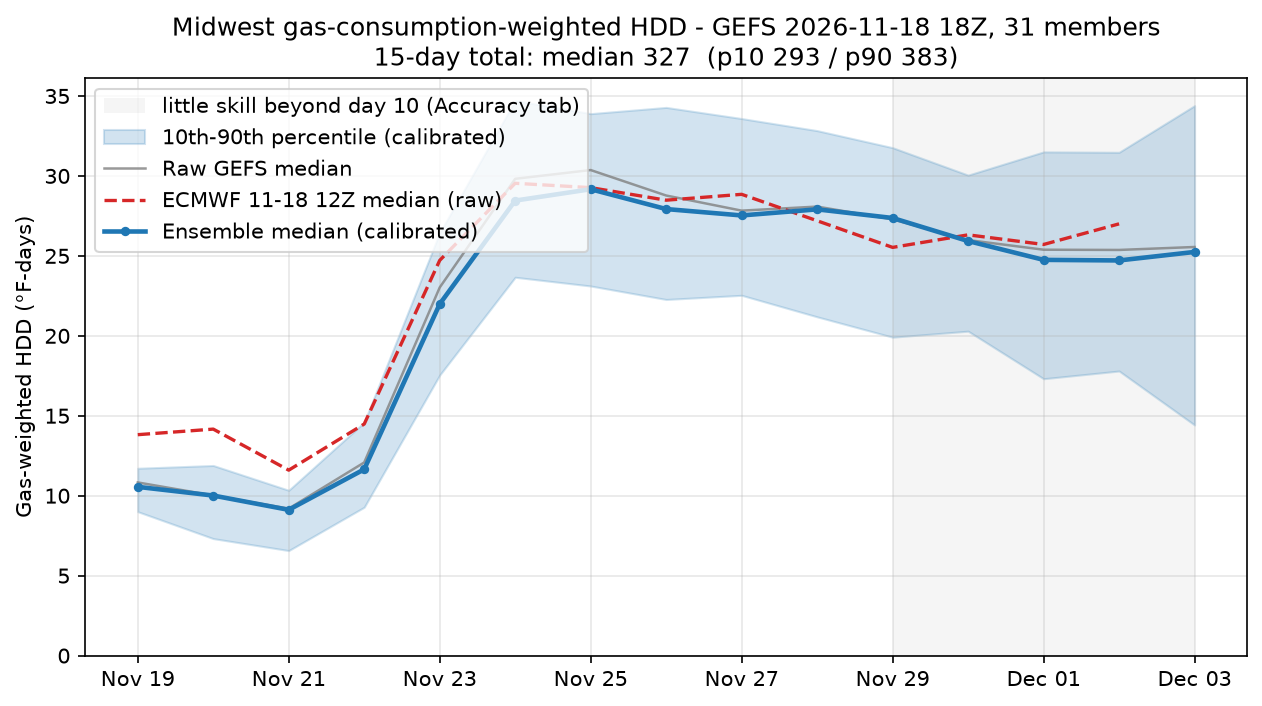 Midwest gas-consumption-weighted HDD - GEFS 2026-11-18 18Z, 31 members
15-day total: median 327  (p10 293 / p90 383)
little skill beyond day 10 (Accuracy tab)
10th-90th percentile (calibrated)
Raw GEFS median
ECMWF 11-18 12Z median (raw)
Ensemble median (calibrated)
Gas-weighted HDD (°F-days)
35
30
25
20
15
10
5
0
Nov 19
Nov 21
Nov 23
Nov 25
Nov 27
Nov 29
Dec 01
Dec 03